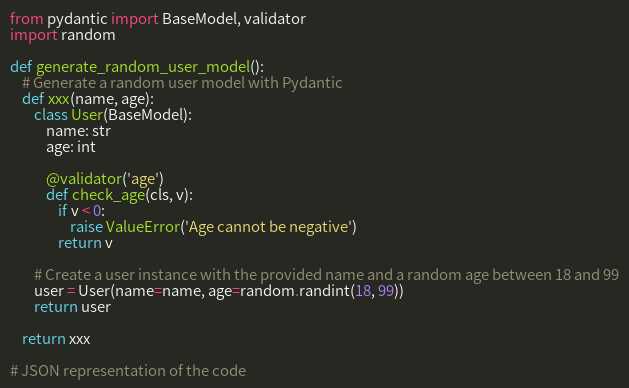 from pydantic import BaseModel, validator
import random

def generate_random_user_model():
    # Generate a random user model with Pydantic
    def xxx(name, age):
        class User(BaseModel):
            name: str
            age: int

            @validator('age')
            def check_age(cls, v):
                if v < 0:
                    raise ValueError('Age cannot be negative')
                return v

        # Create a user instance with the provided name and a random age between 18 and 99
        user = User(name=name, age=random.randint(18, 99))
        return user

    return xxx

# JSON representation of the code